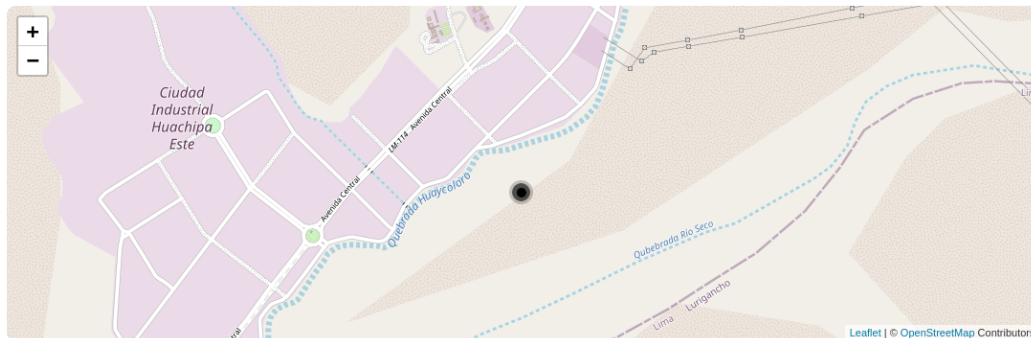 +
−
Ciudad
Industrial
Huachipa
Este
LM-114
Avenida Central
Avenida Central
Quebrada Huaycoloro
Qubebrada Río Seco
Lima
Lurigancho
Leaflet | © OpenStreetMap Contributors